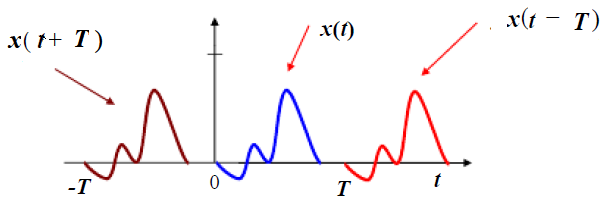 x( t+ T )
x(t)
x(t − T)
-T
0
T
t